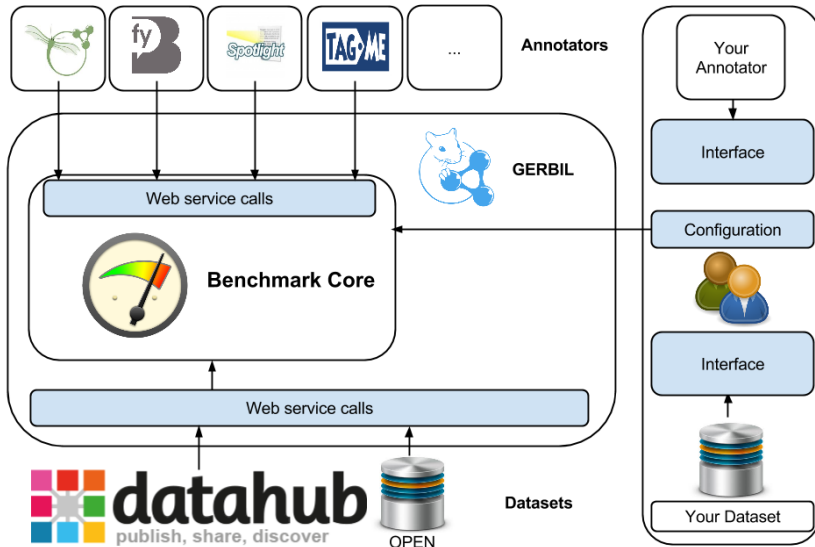 fy
B
Spotlight
TAG ME
...
Annotators
Your
Annotator
Interface
GERBIL
Web service calls
Configuration
Benchmark Core
Interface
Web service calls
datahub
publish, share, discover
OPEN
Datasets
Your Dataset